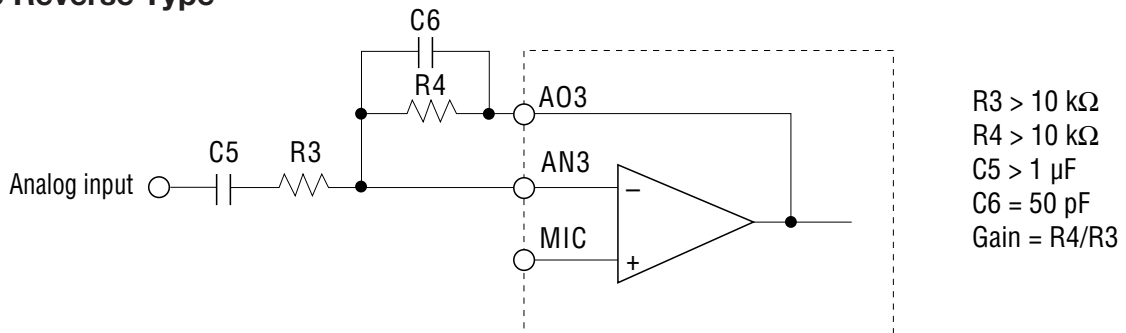 Reverse Type
C6
R4
AO3
C5
R3
AN3
Analog input
MIC
−
+
R3 > 10 kΩ
R4 > 10 kΩ
C5 > 1 μF
C6 = 50 pF
Gain = R4/R3